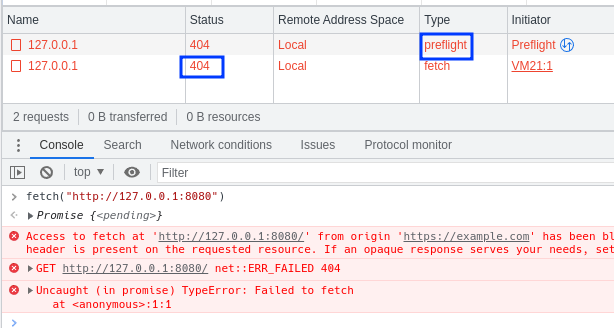 Name Status Remote Address Space Type Initiator
127.0.0.1 404 Local preflight Preflight
127.0.0.1 404 Local fetch VM21:1
2 requests 0 B transferred 0 B resources
Console Search Network conditions Issues Protocol monitor
top Filter
fetch("http://127.0.0.1:8080")
Promise {<pending>}
Access to fetch at 'http://127.0.0.1:8080/' from origin 'https://example.com' has been bl
header is present on the requested resource. If an opaque response serves your needs, set
GET http://127.0.0.1:8080/ net::ERR_FAILED 404
Uncaught (in promise) TypeError: Failed to fetch
at <anonymous>:1:1